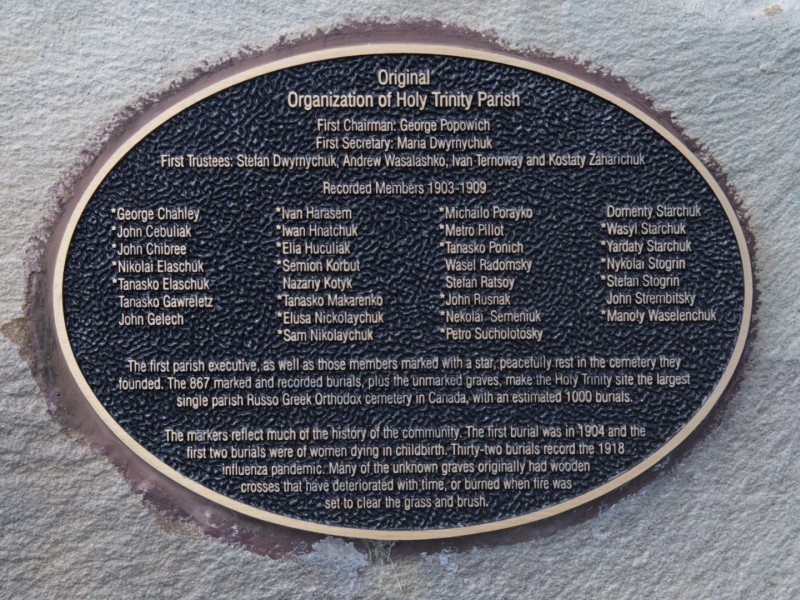 Original
Organization of Holy Trinity Parish
First Chairman: George Popowich
First Secretary: Maria Dwyrnychuk
First Trustees: Stefan Dwyrnychuk, Andrew Wasalashko, Ivan Ternoway and Kostaty Zaharichuk
Recorded Members 1903-1909
*George Chahley
*John Cebuliak
*John Chibree
*Nikolai Elaschuk
*Tanasko Elaschuk
Tanasko Gawreletz
John Gelech
*Ivan Harasem
*Iwan Hnatchuk
*Elia Huculiak
*Semion Korbut
Nazariy Kotyk
*Tanasko Makarenko
*Elusa Nickolaychuk
*Sam Nikolaychuk
*Michailo Porayko
*Metro Pillot
*Tanasko Ponich
Wasel Radomsky
Stefan Ratsoy
*John Rusnak
*Nekolai Semeniuk
*Petro Sucholotosky
Domenty Starchuk
*Wasyl Starchuk
*Yardaty Starchuk
*Nykolai Stogrin
*Stefan Stogrin
John Strembitsky
*Manoly Waselenchuk
The first parish executive, as well as those members marked with a star, peacefully rest in the cemetery they
founded. The 867 marked and recorded burials, plus the unmarked graves, make the Holy Trinity site the largest
single parish Russo Greek Orthodox cemetery in Canada, with an estimated 1000 burials.
The markers reflect much of the history of the community. The first burial was in 1904 and the
first two burials were of women dying in childbirth. Thirty-two burials record the 1918
influenza pandemic. Many of the unknown graves originally had wooden
crosses that have deteriorated with time, or burned when fire was
set to clear the grass and brush.